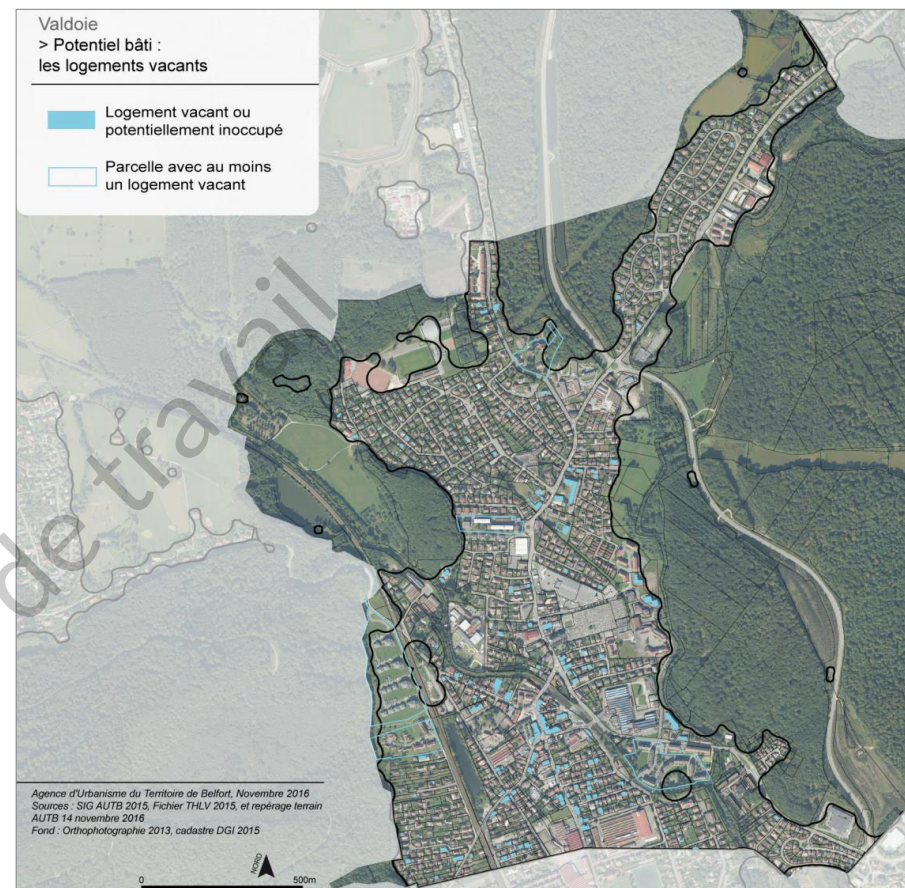 Valdoie
> Potentiel bâti :
les logements vacants
Logement vacant ou
potentiellement inoccupé
Parcelle avec au moins
un logement vacant
de travail
Agence d'Urbanisme du Territoire de Belfort, Novembre 2016
Sources : SIG AUTB 2015, Fichier THLV 2015, et repérage terrain
AUTB 14 novembre 2016
Fond : Orthophotographie 2013, cadastre DGI 2015
NORD
0 500m